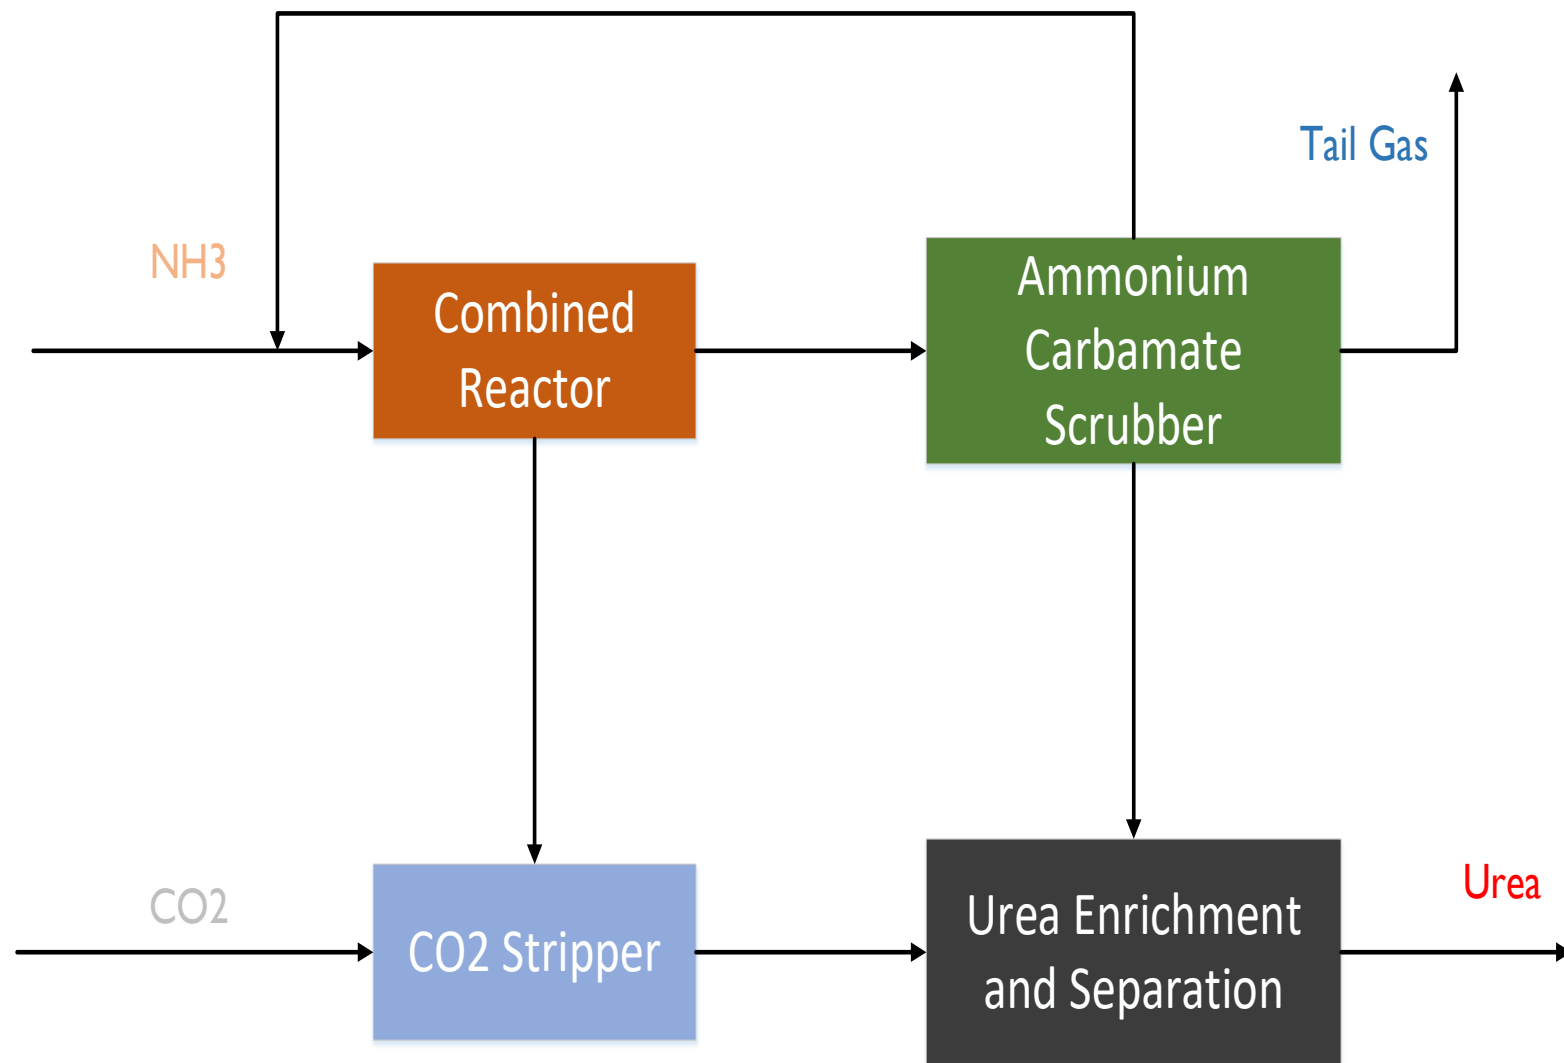 Tail Gas
NH3
Combined
Reactor
Ammonium
Carbamate
Scrubber
CO2
CO2 Stripper
Urea Enrichment
and Separation
Urea